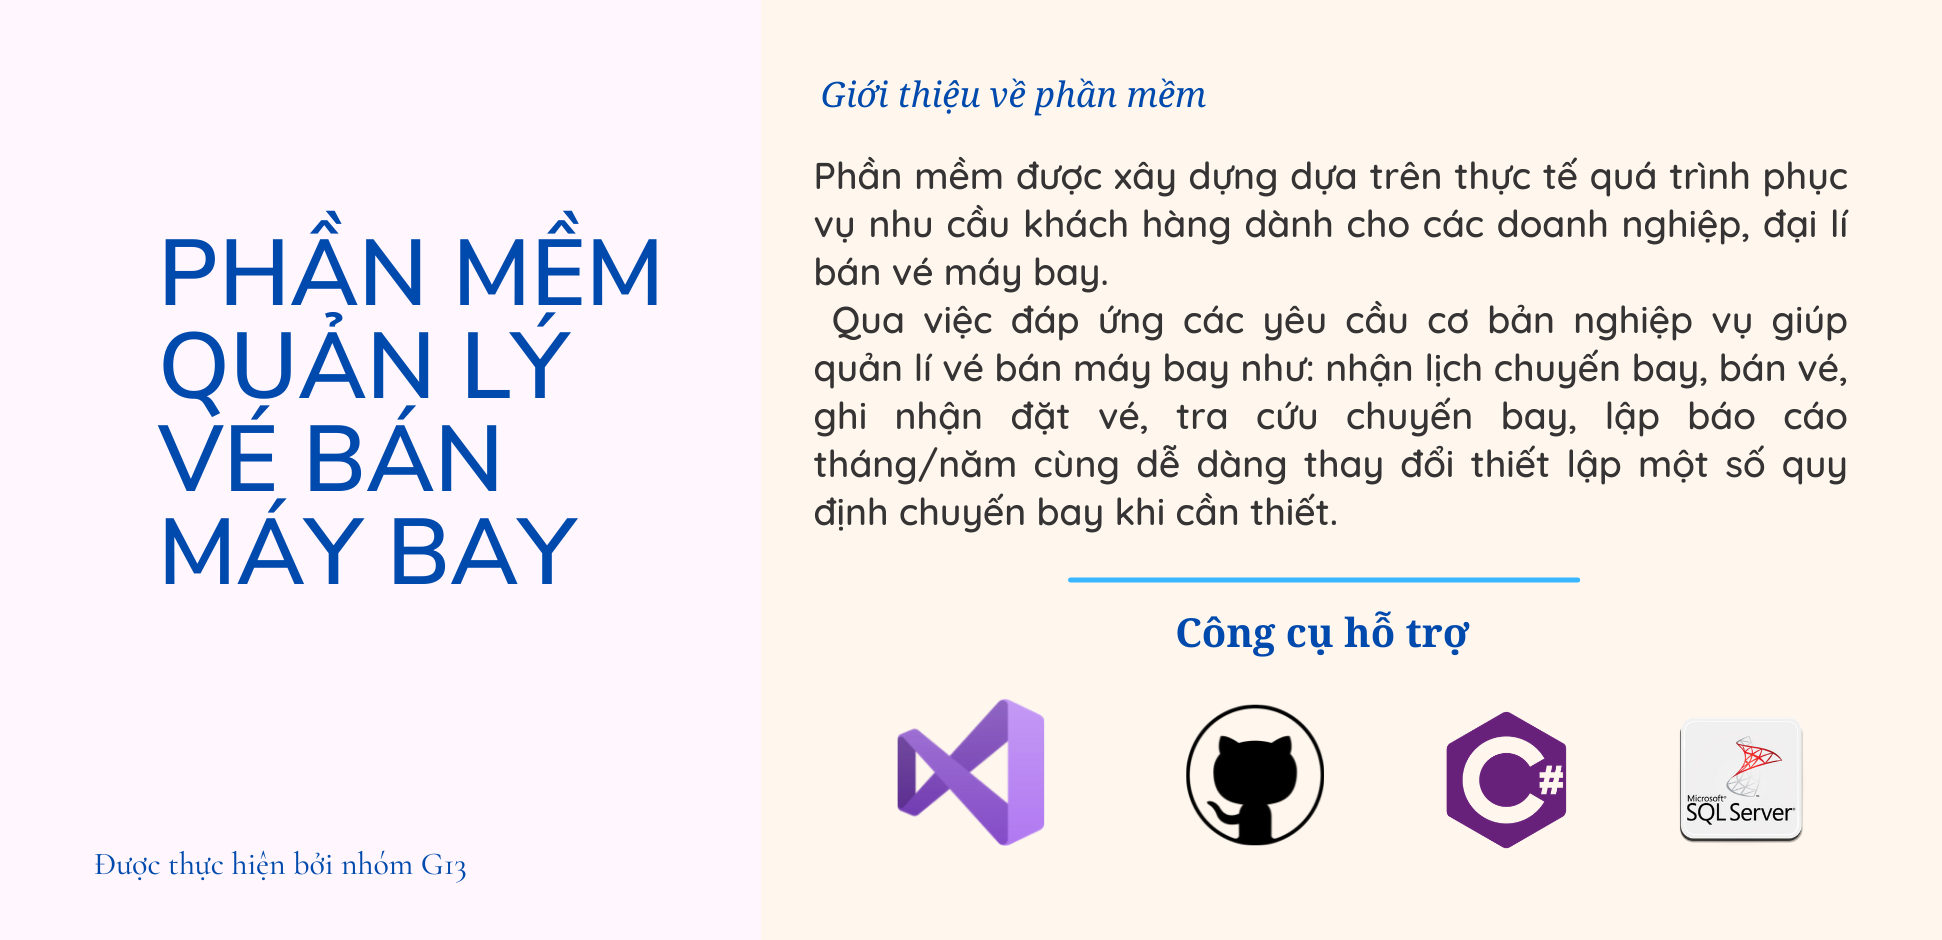 PHẦN MỀM
QUẢN LÝ
VÉ BÁN
MÁY BAY
Được thực hiện bởi nhóm G13
Giới thiệu về phần mềm
Phần mềm được xây dựng dựa trên thực tế quá trình phục
vụ nhu cầu khách hàng dành cho các doanh nghiệp, đại lí
bán vé máy bay.
Qua việc đáp ứng các yêu cầu cơ bản nghiệp vụ giúp
quản lí vé bán máy bay như: nhận lịch chuyến bay, bán vé,
ghi nhận đặt vé, tra cứu chuyến bay, lập báo cáo
tháng/năm cùng dễ dàng thay đổi thiết lập một số quy
định chuyến bay khi cần thiết.
Công cụ hỗ trợ
C#
Microsoft®
SQL Server®